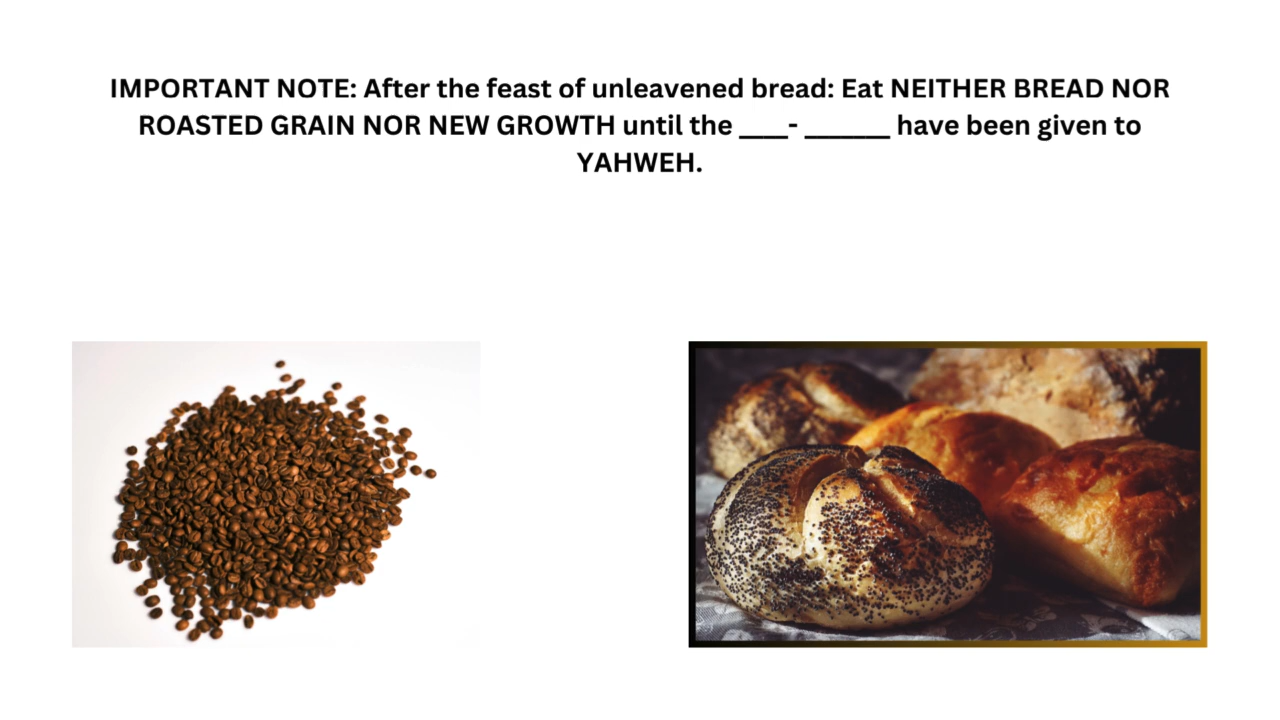 IMPORTANT NOTE: After the feast of unleavened bread: Eat NEITHER BREAD NOR
ROASTED GRAIN NOR NEW GROWTH until the ____- _______ have been given to
YAHWEH.